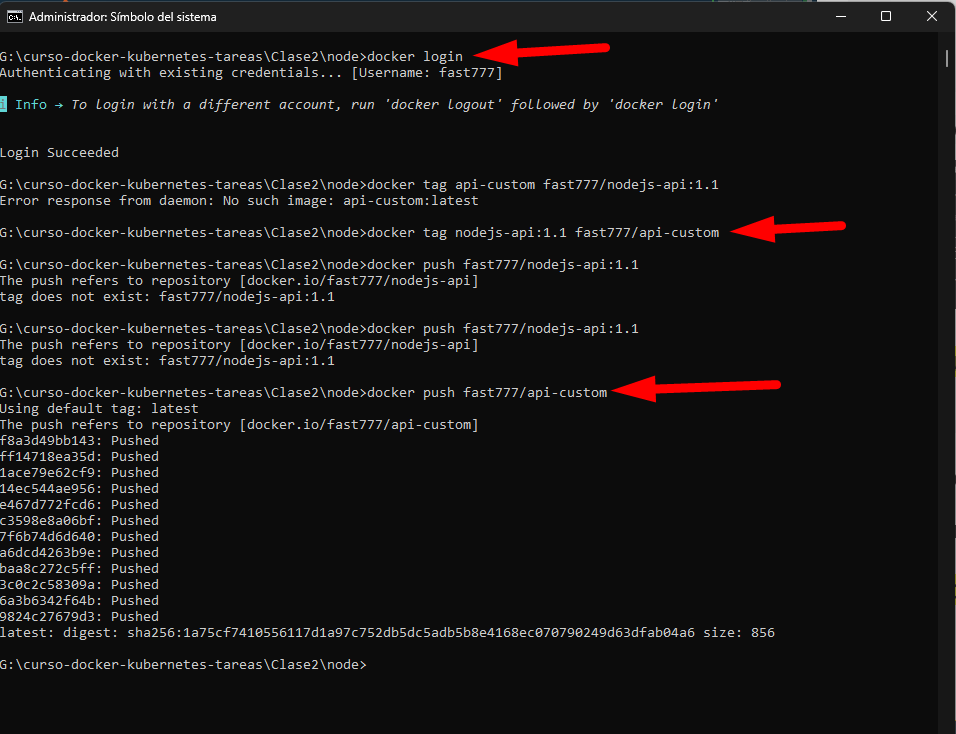 Administrador: Símbolo del sistema
G:\curso-docker-kubernetes-tareas\Clase2\node>docker login
Authenticating with existing credentials... [Username: fast777]
i Info → To login with a different account, run 'docker logout' followed by 'docker login'
Login Succeeded
G:\curso-docker-kubernetes-tareas\Clase2\node>docker tag api-custom fast777/nodejs-api:1.1
Error response from daemon: No such image: api-custom:latest
G:\curso-docker-kubernetes-tareas\Clase2\node>docker tag nodejs-api:1.1 fast777/api-custom
G:\curso-docker-kubernetes-tareas\Clase2\node>docker push fast777/nodejs-api:1.1
The push refers to repository [docker.io/fast777/nodejs-api]
tag does not exist: fast777/nodejs-api:1.1
G:\curso-docker-kubernetes-tareas\Clase2\node>docker push fast777/nodejs-api:1.1
The push refers to repository [docker.io/fast777/nodejs-api]
tag does not exist: fast777/nodejs-api:1.1
G:\curso-docker-kubernetes-tareas\Clase2\node>docker push fast777/api-custom
Using default tag: latest
The push refers to repository [docker.io/fast777/api-custom]
f8a3d49bb143: Pushed
ff14718ea35d: Pushed
1ace79e62cf9: Pushed
14ec544ae956: Pushed
e467d772fcd6: Pushed
c3598e8a06bf: Pushed
7f6b74d6d640: Pushed
a6dcd4263b9e: Pushed
baa8c272c5ff: Pushed
3c0c2c58309a: Pushed
6a3b6342f64b: Pushed
9824c27679d3: Pushed
latest: digest: sha256:1a75cf7410556117d1a97c752db5dc5adb5b8e4168ec070790249d63dfab04a6 size: 856
G:\curso-docker-kubernetes-tareas\Clase2\node>